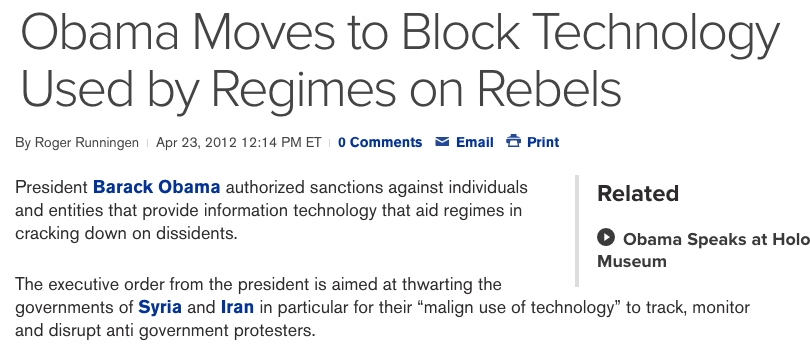 Obama Moves to Block Technology
Used by Regimes on Rebels
By Roger Runningen | Apr 23, 2012 12:14 PM ET | 0 Comments Email Print
President Barack Obama authorized sanctions against individuals
and entities that provide information technology that aid regimes in
cracking down on dissidents.
The executive order from the president is aimed at thwarting the
governments of Syria and Iran in particular for their “malign use of technology” to track, monitor
and disrupt anti government protesters.
Related
Obama Speaks at Holo
Museum